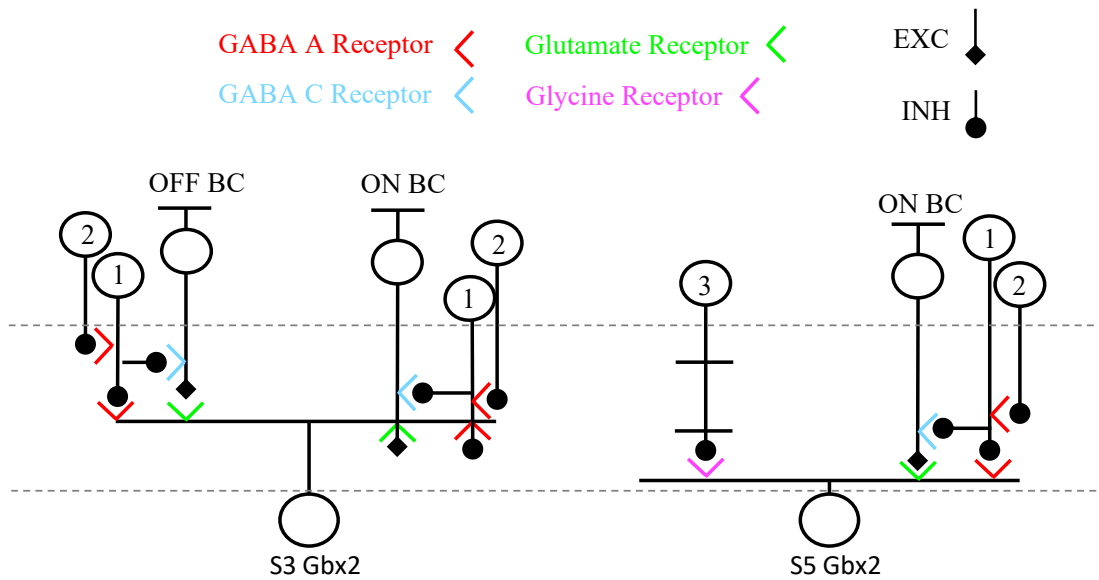 GABA A Receptor
Glutamate Receptor
EXC
GABA C Receptor
Glycine Receptor
INH
OFF BC
ON BC
ON BC
2
1
2
1
3
1
2
S3 Gbx2
S5 Gbx2